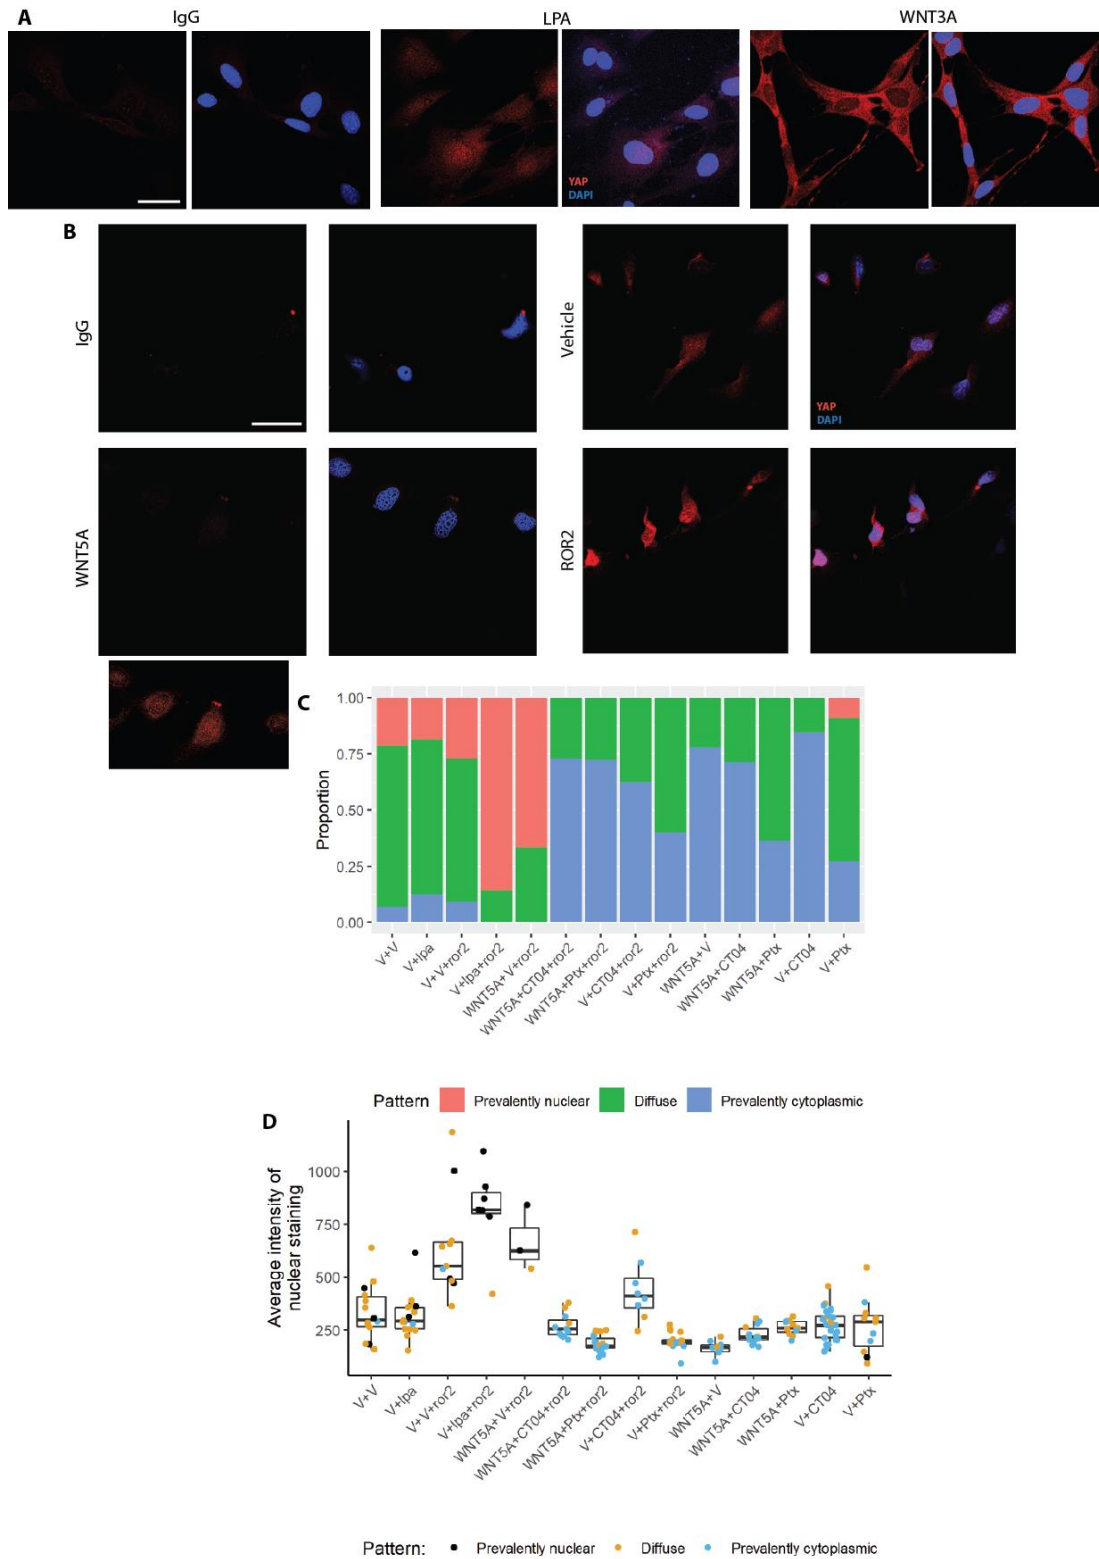 A
IgG
LPA
WNT3A
YAP
DAPI
B
IgG
Vehicle
YAP
DAPI
WNT5A
ROR2
C
Proportion
1.00
0.75
0.50
0.25
0.00
V+V
V+lpa
V+V+ror2
V+lpa+ror2
WNT5A+V+ror2
WNT5A+CT04+ror2
WNT5A+Ptx+ror2
V+CT04+ror2
V+Ptx+ror2
WNT5A+V
WNT5A+CT04
WNT5A+Ptx
V+CT04
V+Ptx
Pattern Prevalently nuclear Diffuse Prevalently cytoplasmic
D
Average intensity of
nuclear staining
1000
750
500
250
V+V
V+lpa
V+V+ror2
V+lpa+ror2
WNT5A+V+ror2
WNT5A+CT04+ror2
WNT5A+Ptx+ror2
V+CT04+ror2
V+Ptx+ror2
WNT5A+V
WNT5A+CT04
WNT5A+Ptx
V+CT04
V+Ptx
Pattern: Prevalently nuclear Diffuse Prevalently cytoplasmic